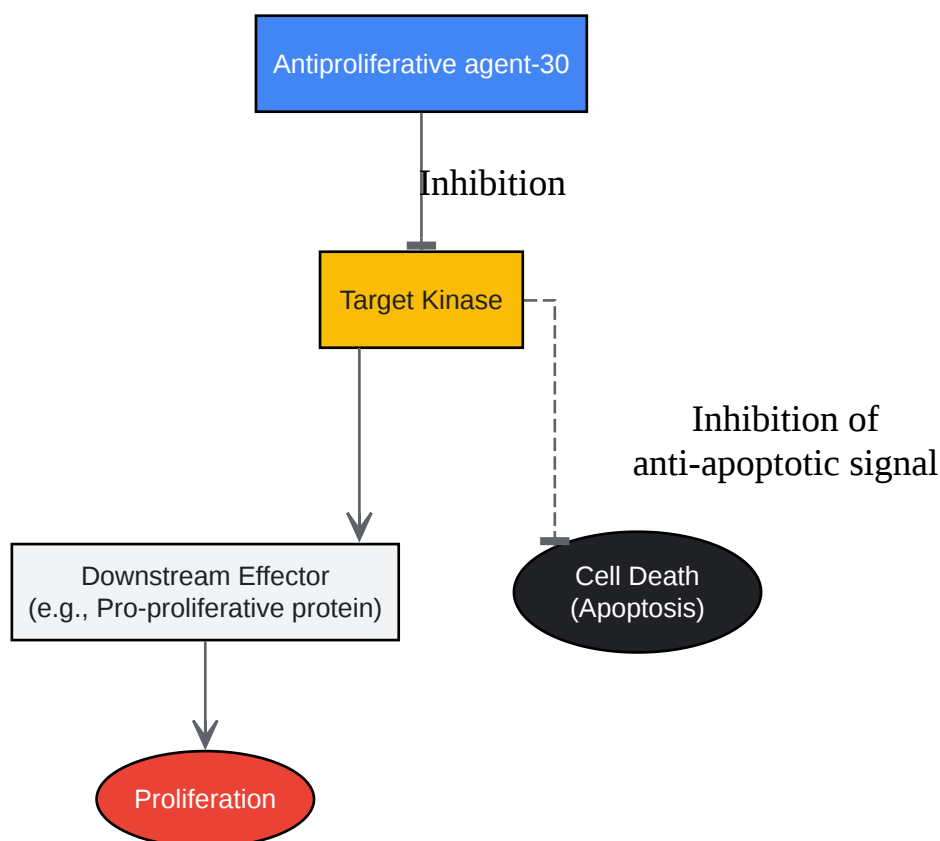 Antiproliferative agent-30
Inhibition
Target Kinase
Inhibition of
anti-apoptotic signal
Downstream Effector
(e.g., Pro-proliferative protein)
Cell Death
(Apoptosis)
Proliferation